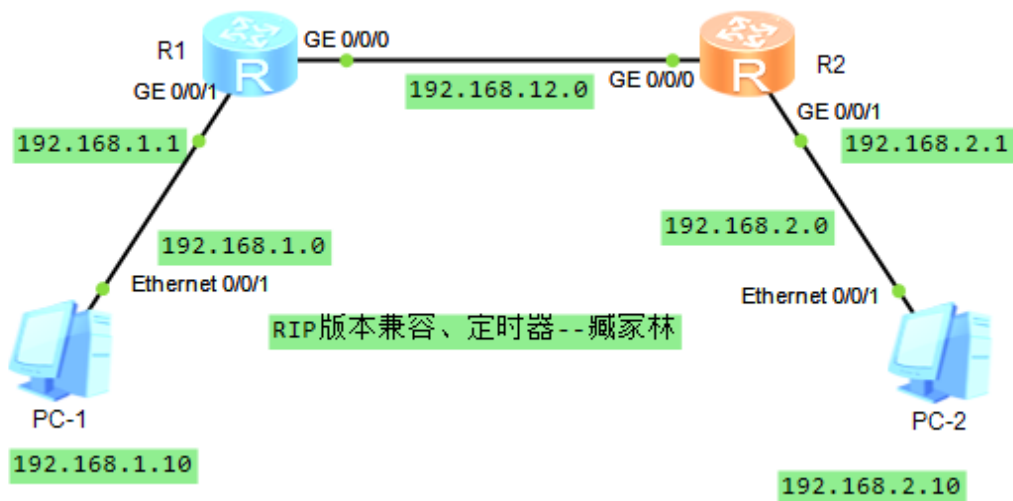 R1
GE 0/0/0
R
GE 0/0/1
192.168.1.1
192.168.12.0
GE 0/0/0
R
R2
GE 0/0/1
192.168.2.1
192.168.1.0
Ethernet 0/0/1
192.168.2.0
Ethernet 0/0/1
RIP版本兼容、定时器--臧家林
PC-1
192.168.1.10
PC-2
192.168.2.10